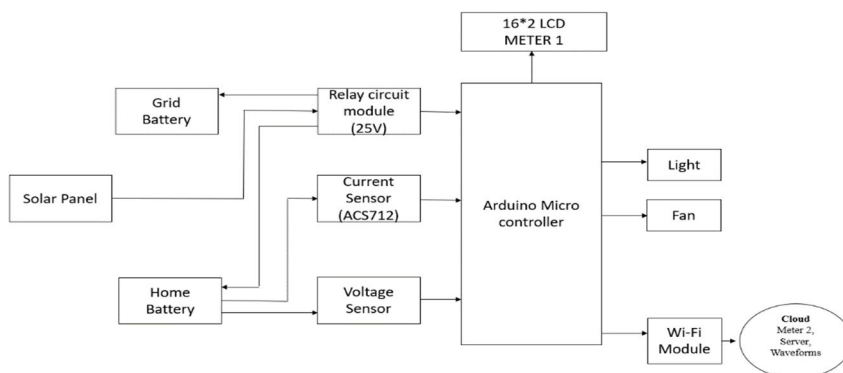 16*2 LCD
METER 1
Grid
Battery
Relay circuit
module
(25V)
Solar Panel
Current
Sensor
(ACS712)
Arduino Micro
controller
Light
Fan
Home
Battery
Voltage
Sensor
Wi-Fi
Module
Cloud
Meter 2,
Server,
Waveforms